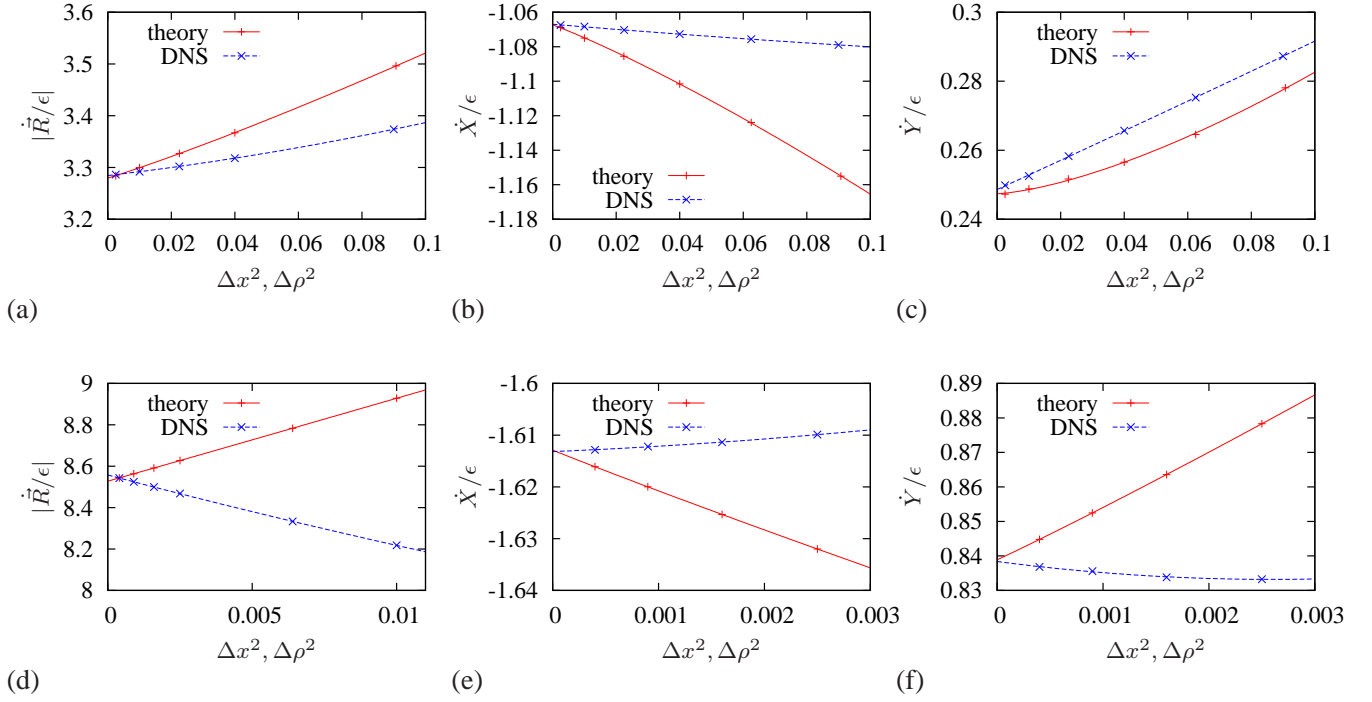 3.6
3.5
3.4
3.3
3.2
|\dot{\vec{R}}/ϵ|
theory
DNS
0 0.02 0.04 0.06 0.08 0.1
Δx², Δρ²
(a)
-1.06
-1.08
-1.1
-1.12
-1.14
-1.16
-1.18
Ẋ/ϵ
theory
DNS
0 0.02 0.04 0.06 0.08 0.1
Δx², Δρ²
(b)
0.3
0.28
0.26
0.24
Ẏ/ϵ
theory
DNS
0 0.02 0.04 0.06 0.08 0.1
Δx², Δρ²
(c)
9
8.8
8.6
8.4
8.2
8
|\dot{\vec{R}}/ϵ|
theory
DNS
0 0.005 0.01
Δx², Δρ²
(d)
-1.6
-1.61
-1.62
-1.63
-1.64
Ẋ/ϵ
theory
DNS
0 0.001 0.002 0.003
Δx², Δρ²
(e)
0.89
0.88
0.87
0.86
0.85
0.84
0.83
Ẏ/ϵ
theory
DNS
0 0.001 0.002 0.003
Δx², Δρ²
(f)